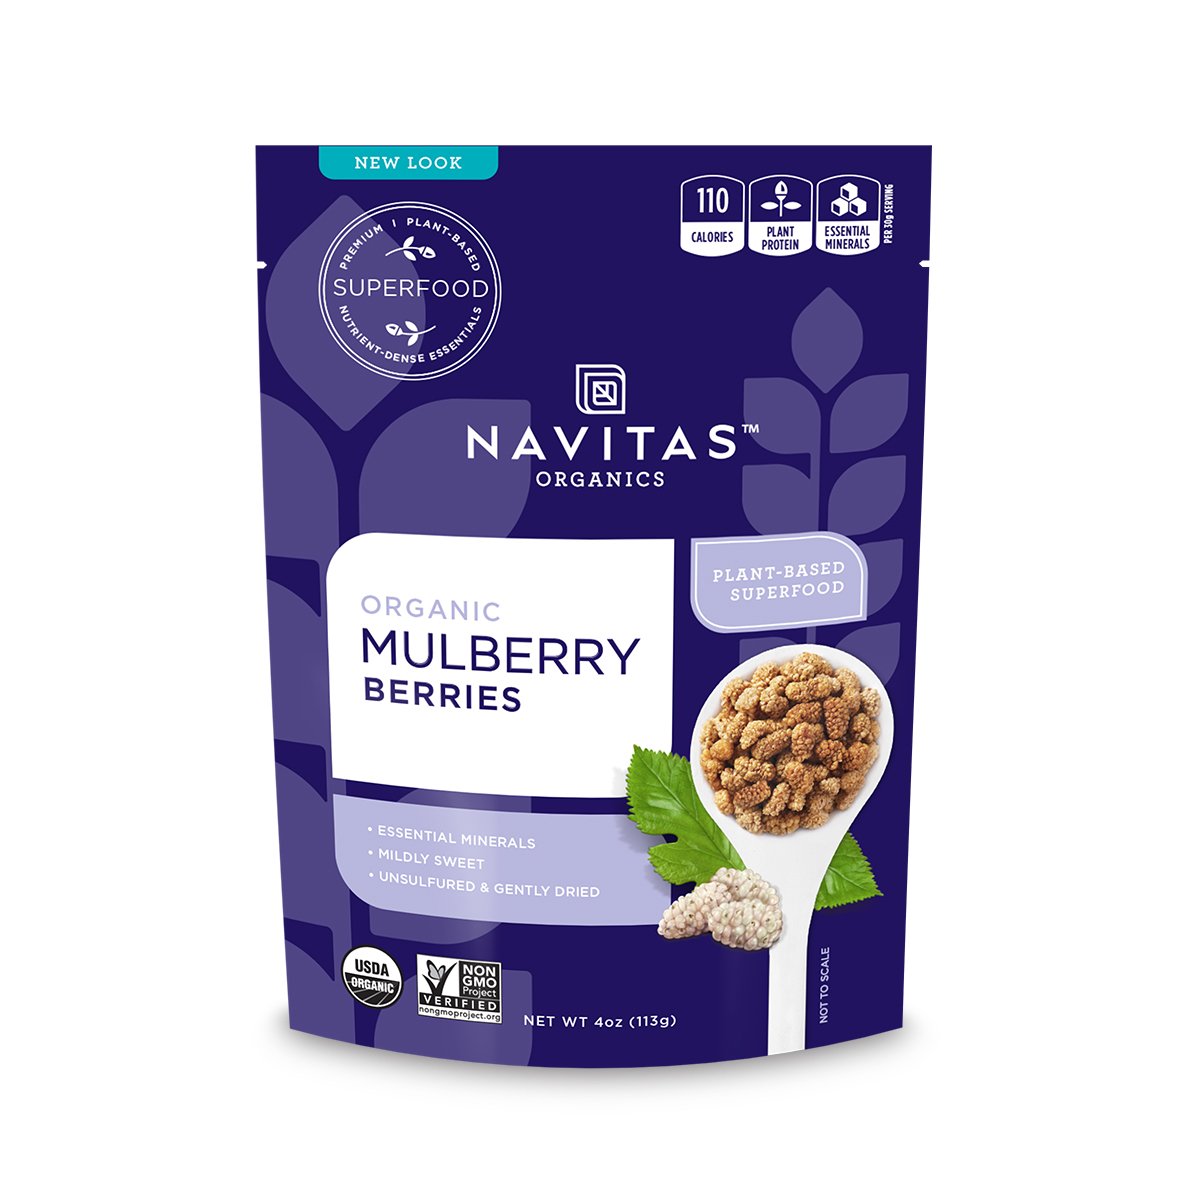 NEW LOOK
PREMIUM | PLANT-BASED
SUPERFOOD
NUTRIENT-DENSE ESSENTIALS
110
CALORIES
PLANT
PROTEIN
ESSENTIAL
MINERALS
PER 30g SERVING
NAVITAS™
ORGANICS
PLANT-BASED
SUPERFOOD
ORGANIC
MULBERRY
BERRIES
• ESSENTIAL MINERALS
• MILDLY SWEET
• UNSULFURED & GENTLY DRIED
USDA
ORGANIC
NON
GMO
Project
VERIFIED
nongmoproject.org
NET WT 4oz (113g)
NOT TO SCALE